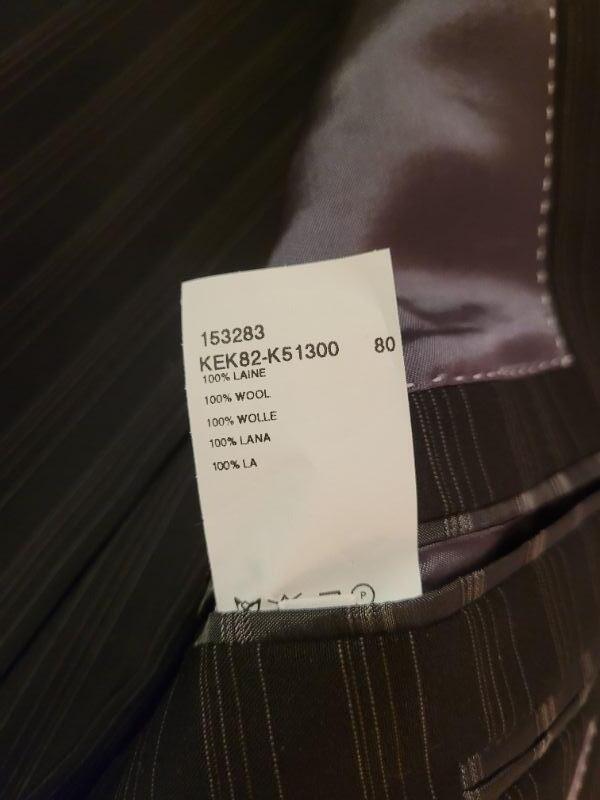 153283
KEK82-K51300 80
100% LAINE
100% WOOL
100% WOLLE
100% LANA
100% LA
P